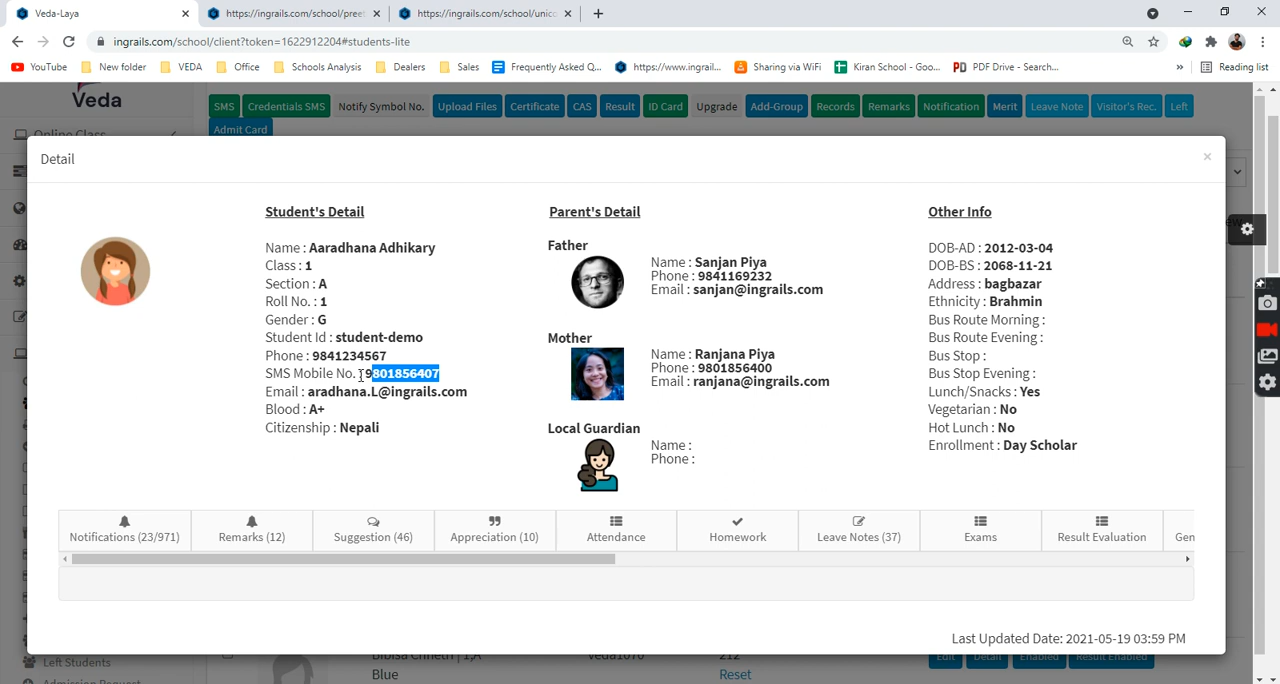 Veda-Laya
https://ingrails.com/school/preet
https://ingrails.com/school/unico
ingrails.com/school/client?token=1622912204#students-lite
YouTube
New folder
VEDA
Office
Schools Analysis
Dealers
Sales
Frequently Asked Q...
https://www.ingrail...
Sharing via WiFi
Kiran School - Goo...
PDF Drive - Search...
»
Reading list
Veda
SMS
Credentials SMS
Notify Symbol No.
Upload Files
Certificate
CAS
Result
ID Card
Upgrade
Add-Group
Records
Remarks
Notification
Merit
Leave Note
Visitor's Rec.
Left
Admit Card
Online Class
Detail
×
Student's Detail
Name : Aaradhana Adhikary
Class : 1
Section : A
Roll No. : 1
Gender : G
Student Id : student-demo
Phone : 9841234567
SMS Mobile No. : 9801856407
Email : aradhana.L@ingrails.com
Blood : A+
Citizenship : Nepali
Parent's Detail
Father
Name : Sanjan Piya
Phone : 9841169232
Email : sanjan@ingrails.com
Mother
Name : Ranjana Piya
Phone : 9801856400
Email : ranjana@ingrails.com
Local Guardian
Name :
Phone :
Other Info
DOB-AD : 2012-03-04
DOB-BS : 2068-11-21
Address : bagbazar
Ethnicity : Brahmin
Bus Route Morning :
Bus Route Evening :
Bus Stop :
Bus Stop Evening :
Lunch/Snacks : Yes
Vegetarian : No
Hot Lunch : No
Enrollment : Day Scholar
Notifications (23/971)
Remarks (12)
Suggestion (46)
Appreciation (10)
Attendance
Homework
Leave Notes (37)
Exams
Result Evaluation
Gen
Last Updated Date: 2021-05-19 03:59 PM
Left Students
Blue
Reset
Edit
Detail
Enabled
Result Enabled